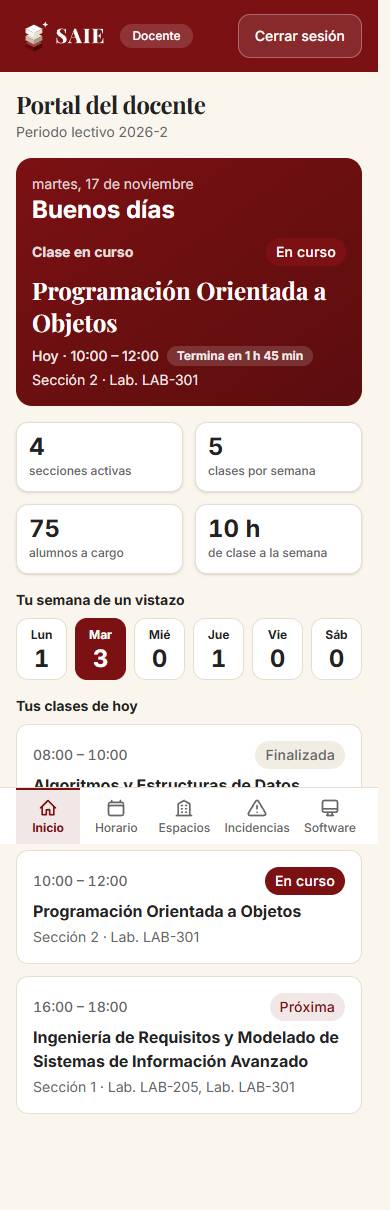 SAIE
Docente
Cerrar sesión
Portal del docente
Periodo lectivo 2026-2
martes, 17 de noviembre
Buenos días
Clase en curso
En curso
Programación Orientada a
Objetos
Hoy · 10:00 – 12:00
Termina en 1 h 45 min
Sección 2 · Lab. LAB-301
4
secciones activas
5
clases por semana
75
alumnos a cargo
10 h
de clase a la semana
Tu semana de un vistazo
Lun
1
Mar
3
Mié
0
Jue
1
Vie
0
Sáb
0
Tus clases de hoy
08:00 – 10:00
Finalizada
Algoritmos y Estructuras de Datos
Inicio
Horario
Espacios
Incidencias
Software
10:00 – 12:00
En curso
Programación Orientada a Objetos
Sección 2 · Lab. LAB-301
16:00 – 18:00
Próxima
Ingeniería de Requisitos y Modelado de
Sistemas de Información Avanzado
Sección 1 · Lab. LAB-205, LAB-301